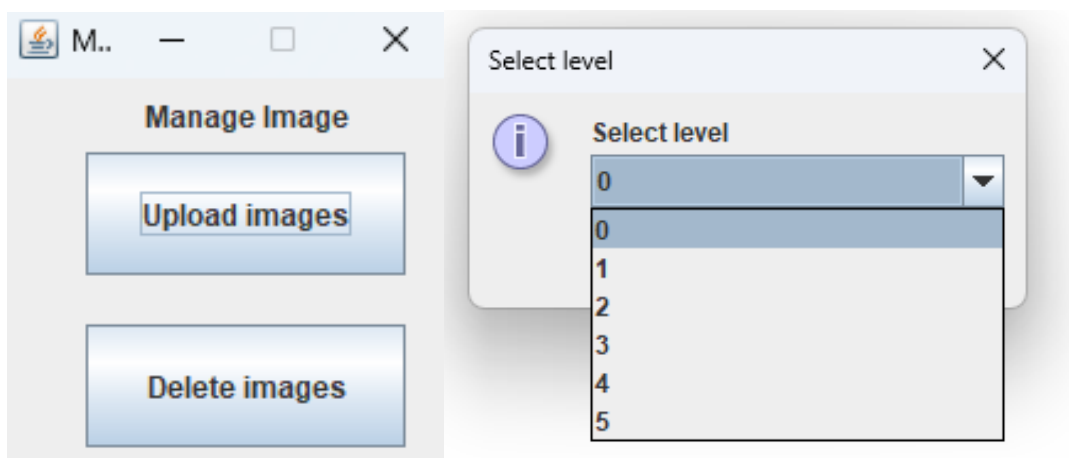 M..
Manage Image
Upload images
Delete images
Select level
i
Select level
0
0
1
2
3
4
5